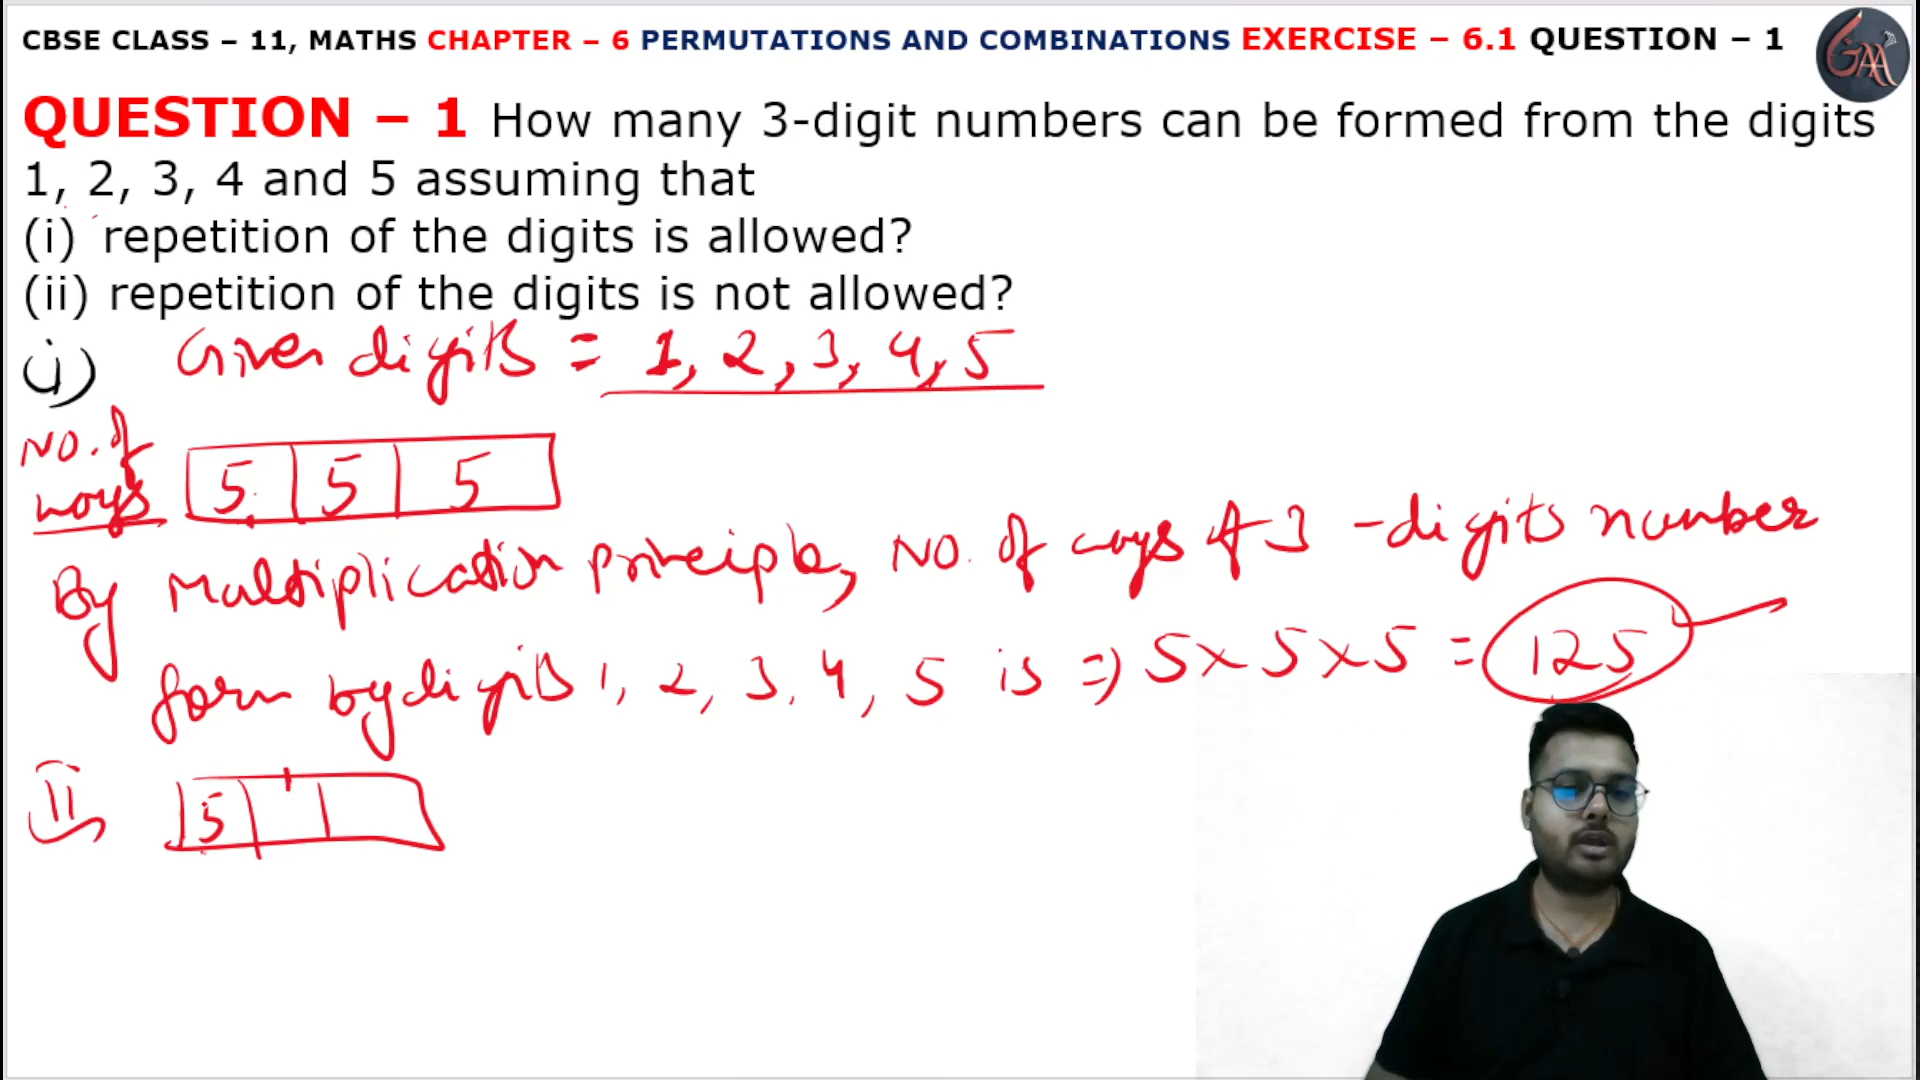 CBSE CLASS – 11, MATHS CHAPTER – 6 PERMUTATIONS AND COMBINATIONS EXERCISE – 6.1 QUESTION – 1
QUESTION – 1 How many 3-digit numbers can be formed from the digits
1, 2, 3, 4 and 5 assuming that
(i) repetition of the digits is allowed?
(ii) repetition of the digits is not allowed?
(i) Given digits = 1, 2, 3, 4, 5
NO. of
ways 5 5 5
By Multiplication principle, NO. of ways of 3-digits number
form by digits 1, 2, 3, 4, 5 is => 5 x 5 x 5 = 125
II) 5